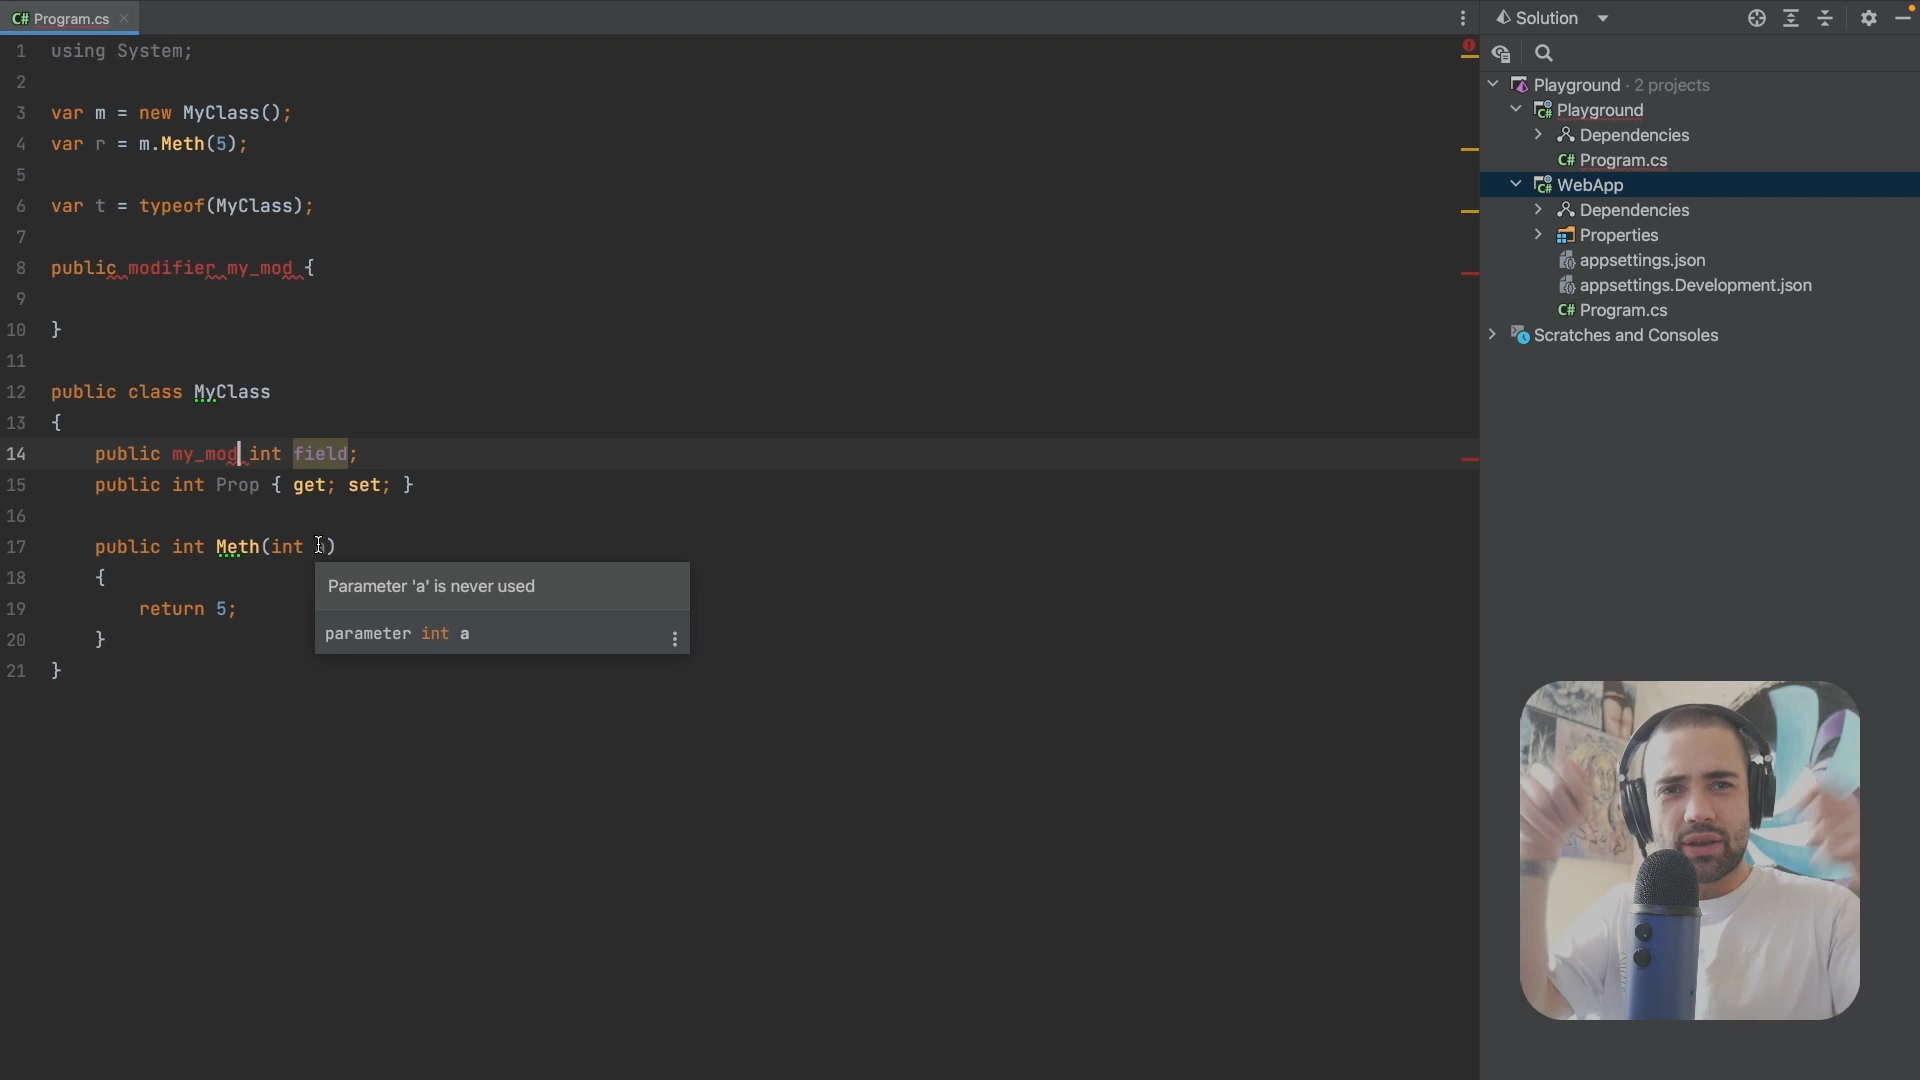 C# Program.cs
Solution
1 using System;
2
3 var m = new MyClass();
4 var r = m.Meth(5);
5
6 var t = typeof(MyClass);
7
8 public modifier my_mod {
9
10 }
11
12 public class MyClass
13 {
14 public my_mod int field;
15 public int Prop { get; set; }
16
17 public int Meth(int a)
18 {
19 return 5;
20 }
21 }
Parameter 'a' is never used
parameter int a
Playground · 2 projects
C# Playground
Dependencies
C# Program.cs
C# WebApp
Dependencies
Properties
appsettings.json
appsettings.Development.json
C# Program.cs
Scratches and Consoles